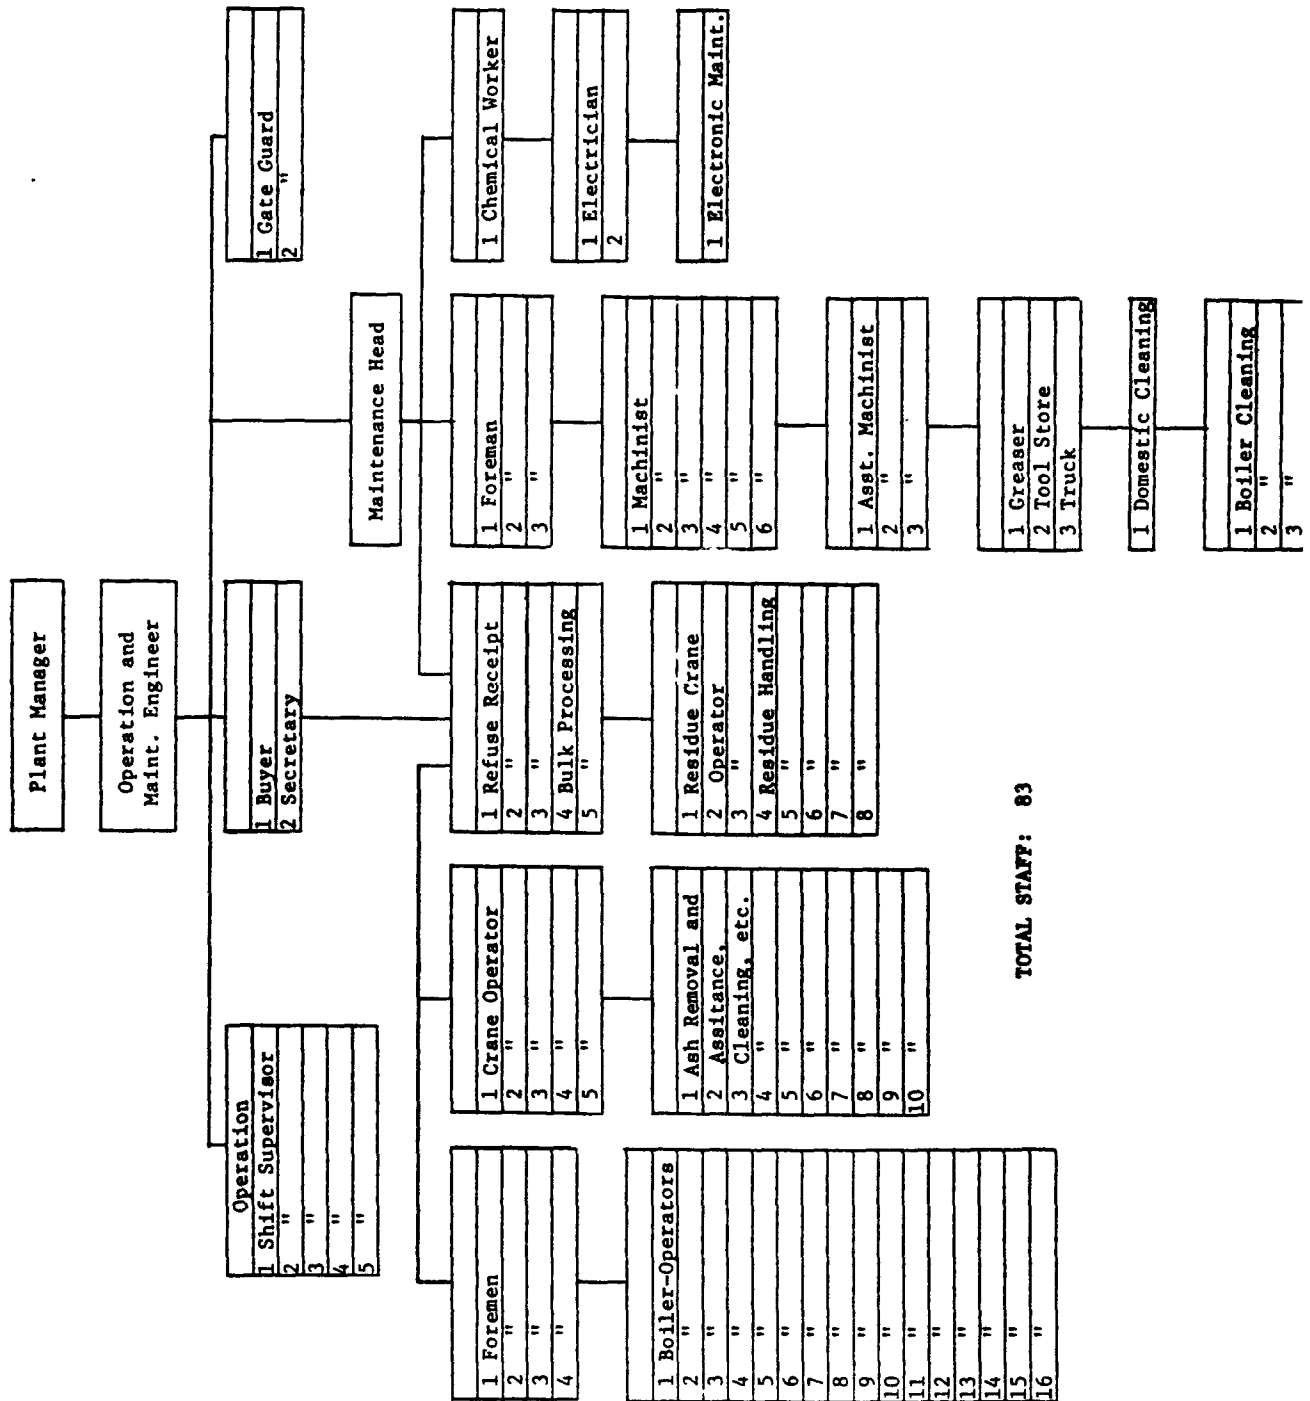 Plant Manager
Operation and
Maint. Engineer
Operation
1 Shift Supervisor
2 "
3 "
4 "
5 "
1 Buyer
2 Secretary
1 Gate Guard
2 "
Maintenance Head
1 Foremen
2 "
3 "
4 "
1 Crane Operator
2 "
3 "
4 "
5 "
1 Refuse Receipt
2 "
3 "
4 Bulk Processing
5 "
1 Foreman
2 "
3 "
1 Chemical Worker
1 Electrician
2
1 Electronic Maint.
1 Boiler-Operators
2 "
3 "
4 "
5 "
6 "
7 "
8 "
9 "
10 "
11 "
12 "
13 "
14 "
15 "
16 "
1 Ash Removal and
2 Assitance,
3 Cleaning, etc.
4 "
5 "
6 "
7 "
8 "
9 "
10 "
1 Residue Crane
2 Operator
3 "
4 Residue Handling
5 "
6 "
7 "
8 "
1 Machinist
2 "
3 "
4 "
5 "
6 "
1 Asst. Machinist
2 "
3 "
1 Greaser
2 Tool Store
3 Truck
1 Domestic Cleaning
1 Boiler Cleaning
2 "
3 "
TOTAL STAFF: 83